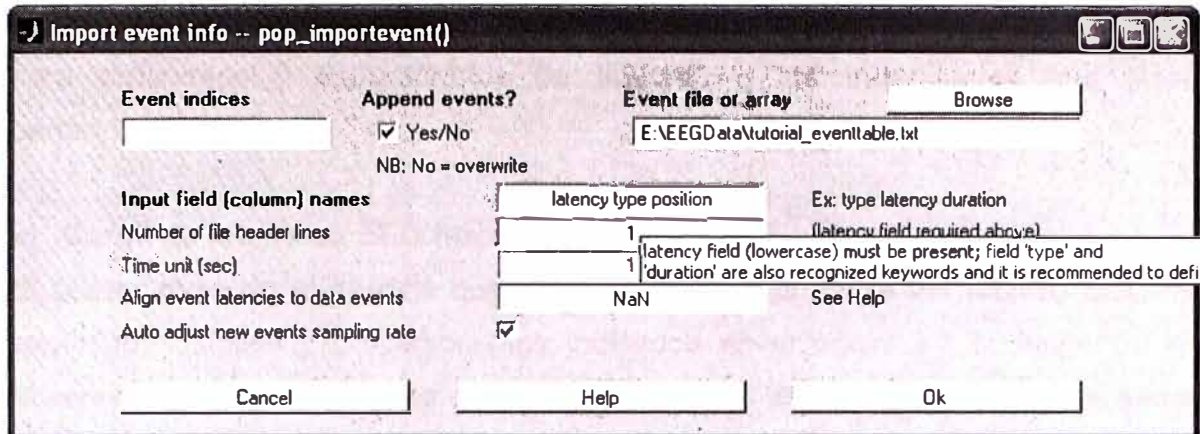 Import event info -- pop_importevent()
Event indices Append events? Event file or array Browse
Yes/No E:\EEGData\tutorial_eventtable.txt
NB: No = overwrite
Input field (column) names latency type position Ex: type latency duration
Number of file header lines 1 (latency field required above)
Time unit (sec) 1 latency field (lowercase) must be present; field 'type' and
'duration' are also recognized keywords and it is recommended to defi
Align event latencies to data events NaN See Help
Auto adjust new events sampling rate
Cancel Help Ok